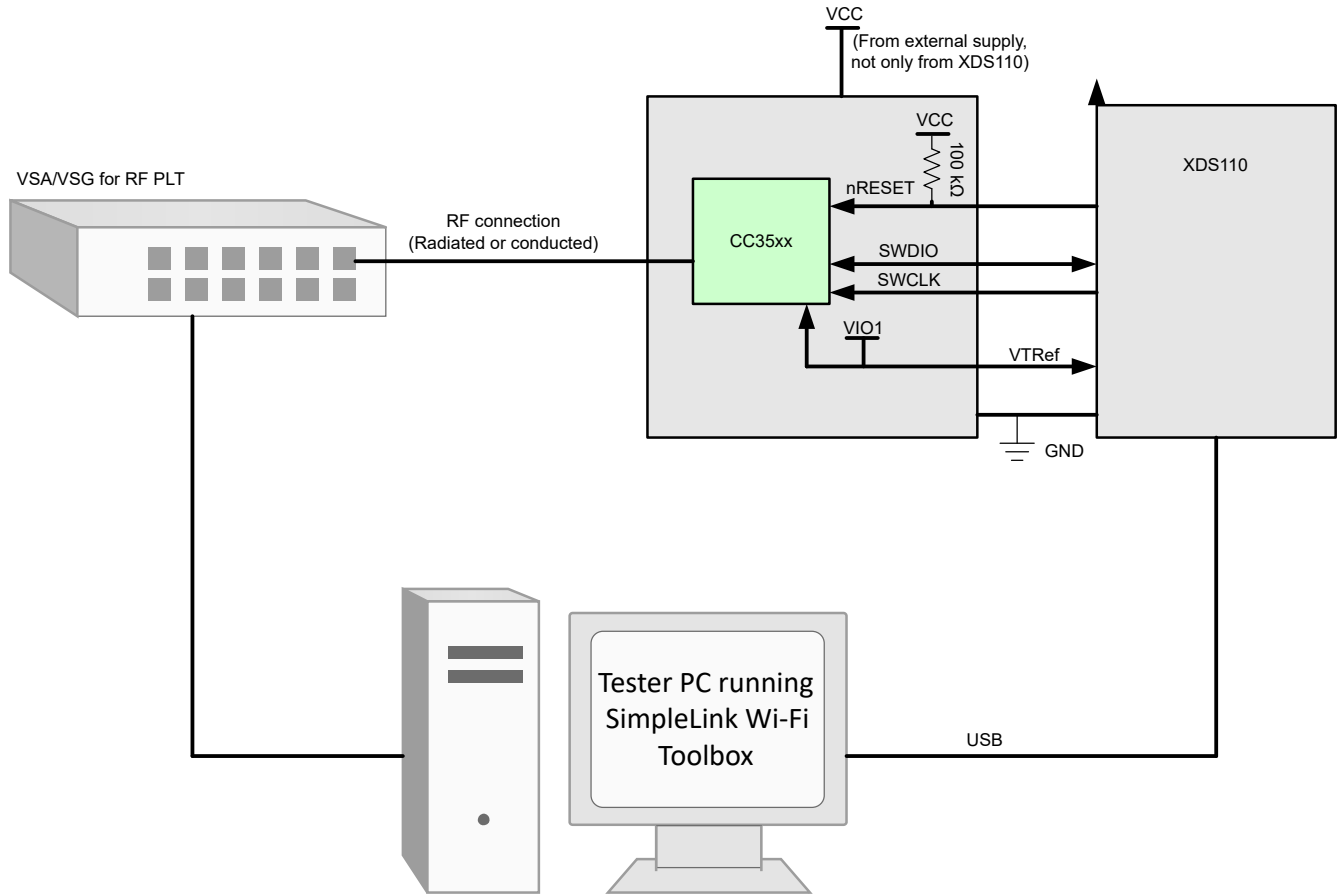 VCC
(From external supply,
not only from XDS110)
VCC
100 kΩ
XDS110
VSA/VSG for RF PLT
nRESET
RF connection
(Radiated or conducted)
CC35xx
SWDIO
SWCLK
VIO1
VTRef
GND
Tester PC running
SimpleLink Wi-Fi
Toolbox
USB